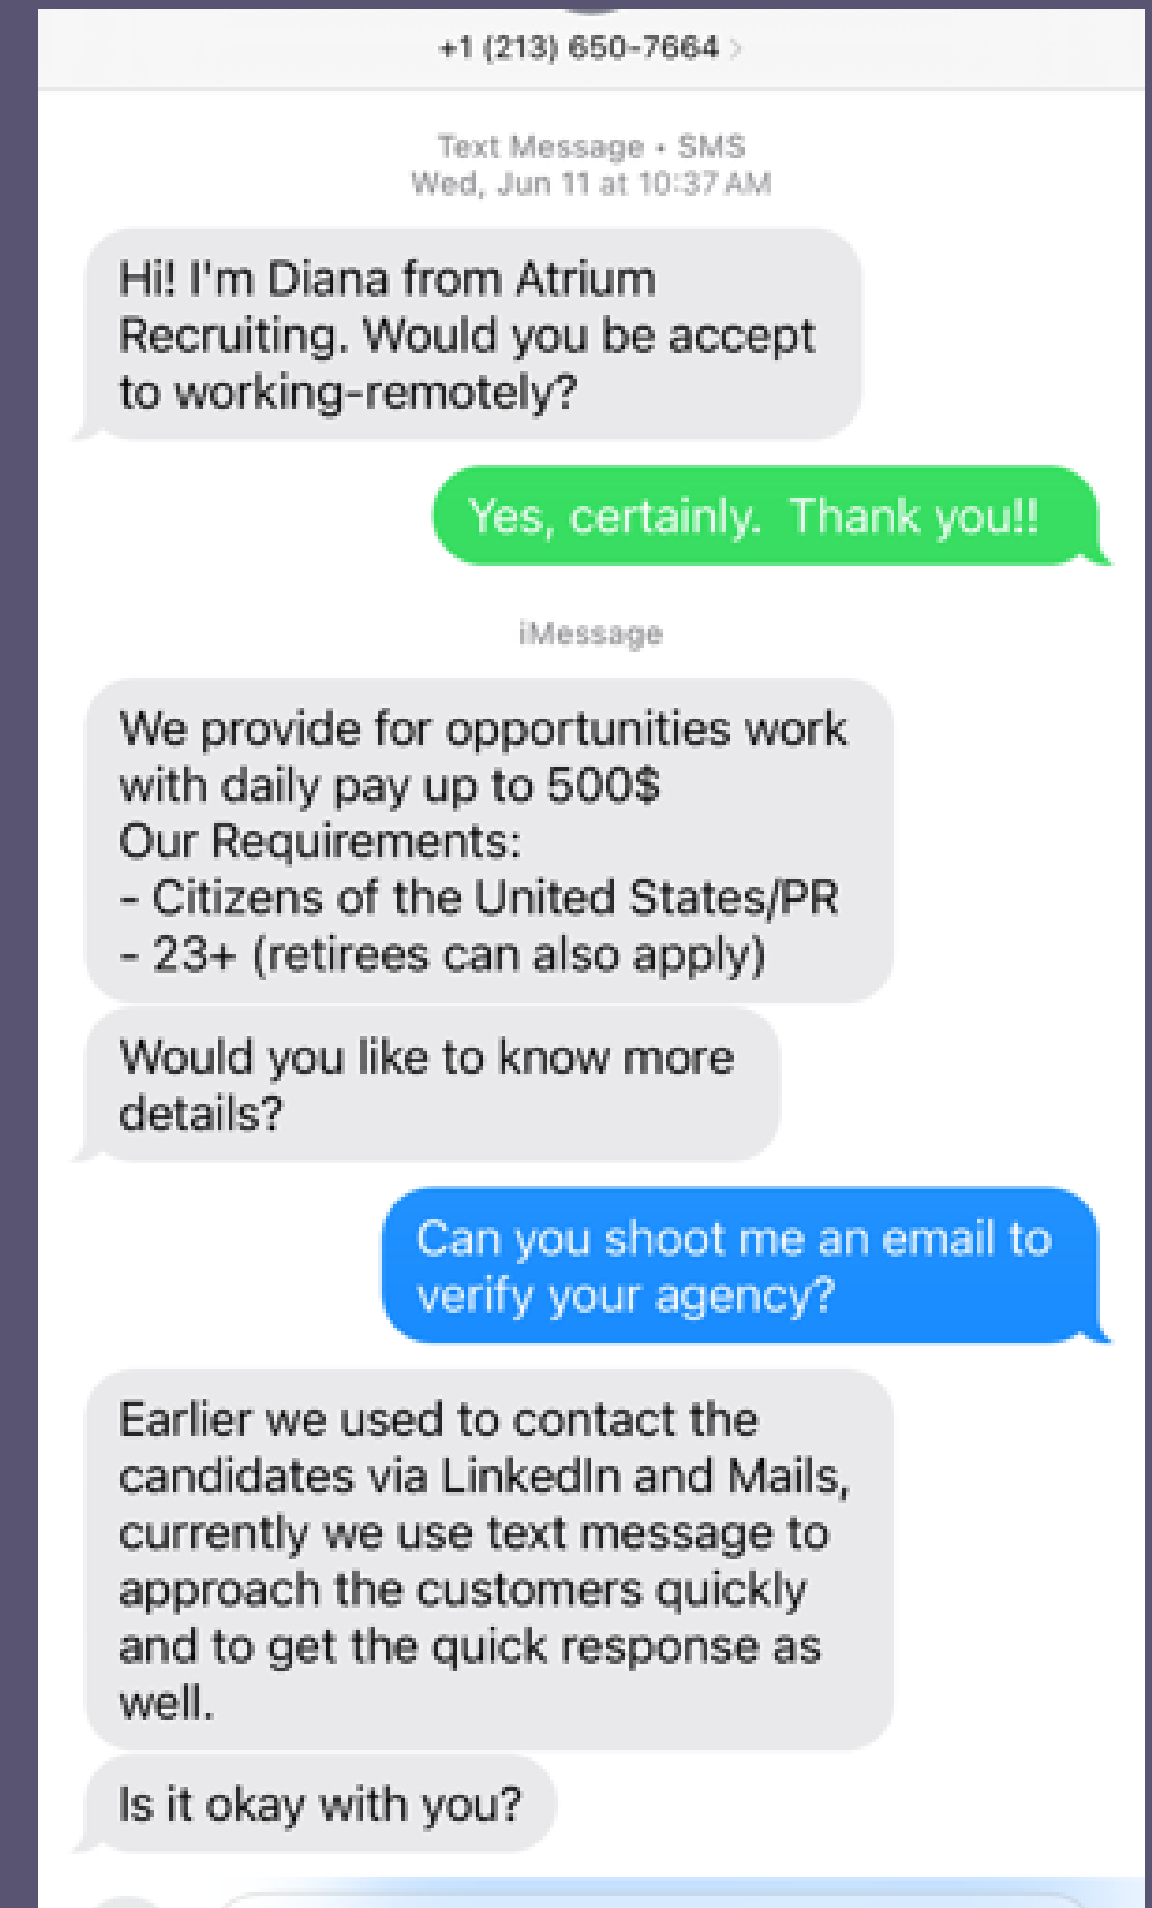 +1 (213) 650-7664 >
Text Message • SMS
Wed, Jun 11 at 10:37 AM
Hi! I'm Diana from Atrium
Recruiting. Would you be accept
to working-remotely?
Yes, certainly.  Thank you!!
iMessage
We provide for opportunities work
with daily pay up to 500$
Our Requirements:
- Citizens of the United States/PR
- 23+ (retirees can also apply)
Would you like to know more
details?
Can you shoot me an email to
verify your agency?
Earlier we used to contact the
candidates via LinkedIn and Mails,
currently we use text message to
approach the customers quickly
and to get the quick response as
well.
Is it okay with you?